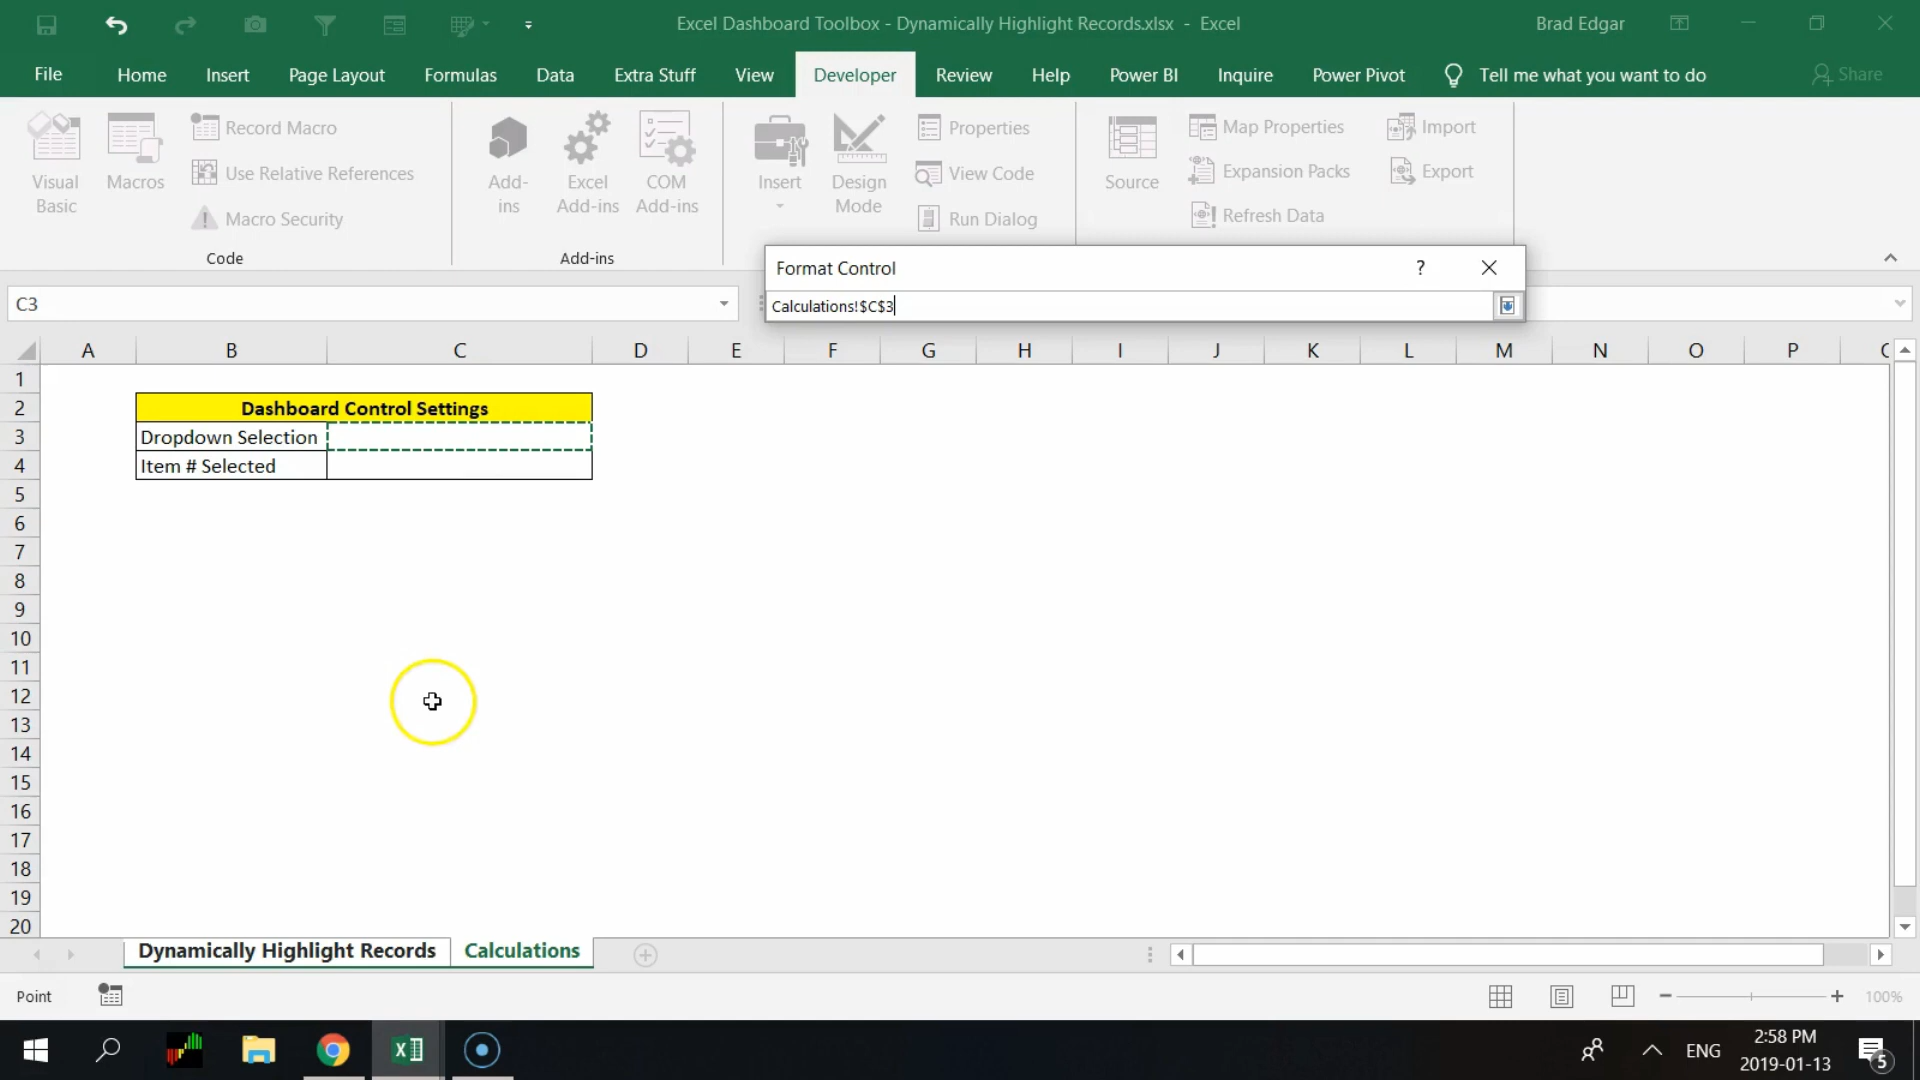 Excel Dashboard Toolbox - Dynamically Highlight Records.xlsx - Excel
Brad Edgar
File Home Insert Page Layout Formulas Data Extra Stuff View Developer Review Help Power BI Inquire Power Pivot Tell me what you want to do Share
Visual Basic
Macros
Record Macro
Use Relative References
Macro Security
Code
Add-ins
Excel Add-ins
COM Add-ins
Add-ins
Insert
Design Mode
Properties
View Code
Run Dialog
Source
Map Properties
Expansion Packs
Refresh Data
Import
Export
Format Control ?
Calculations!$C$3
C3
A B C D E F G H I J K L M N O P
1
2 Dashboard Control Settings
3 Dropdown Selection
4 Item # Selected
5
6
7
8
9
10
11
12
13
14
15
16
17
18
19
20
Dynamically Highlight Records Calculations
Point 100%
ENG
2:58 PM
2019-01-13
5